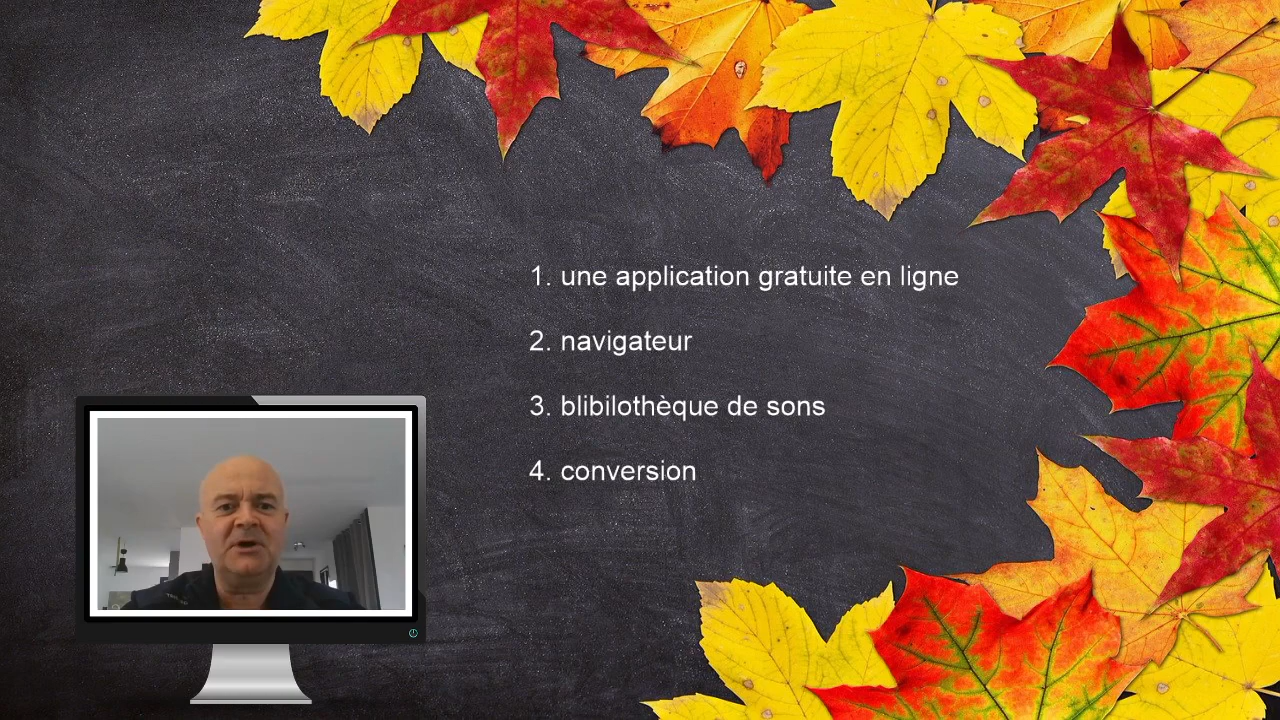 1. une application gratuite en ligne
2. navigateur
3. blibilothèque de sons
4. conversion